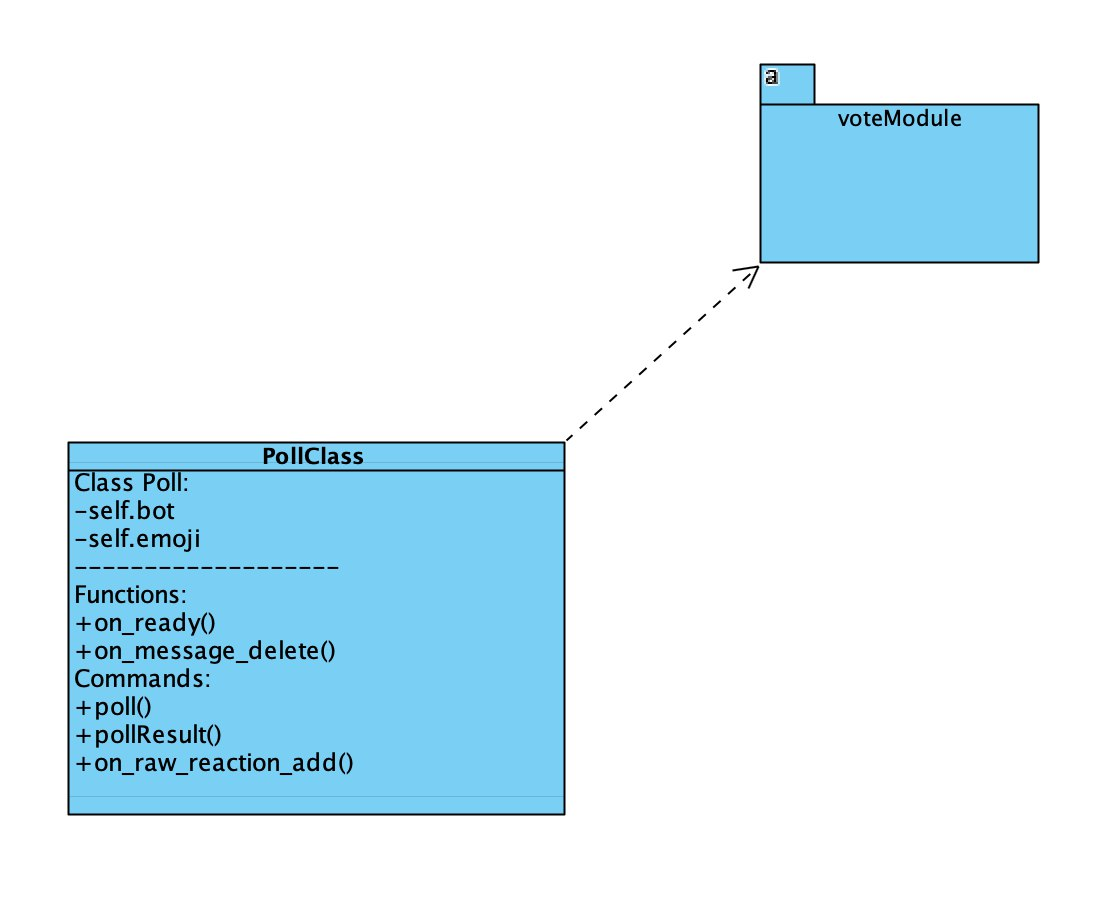 a
voteModule
PollClass
Class Poll:
-self.bot
-self.emoji
-------------------
Functions:
+on_ready()
+on_message_delete()
Commands:
+poll()
+pollResult()
+on_raw_reaction_add()